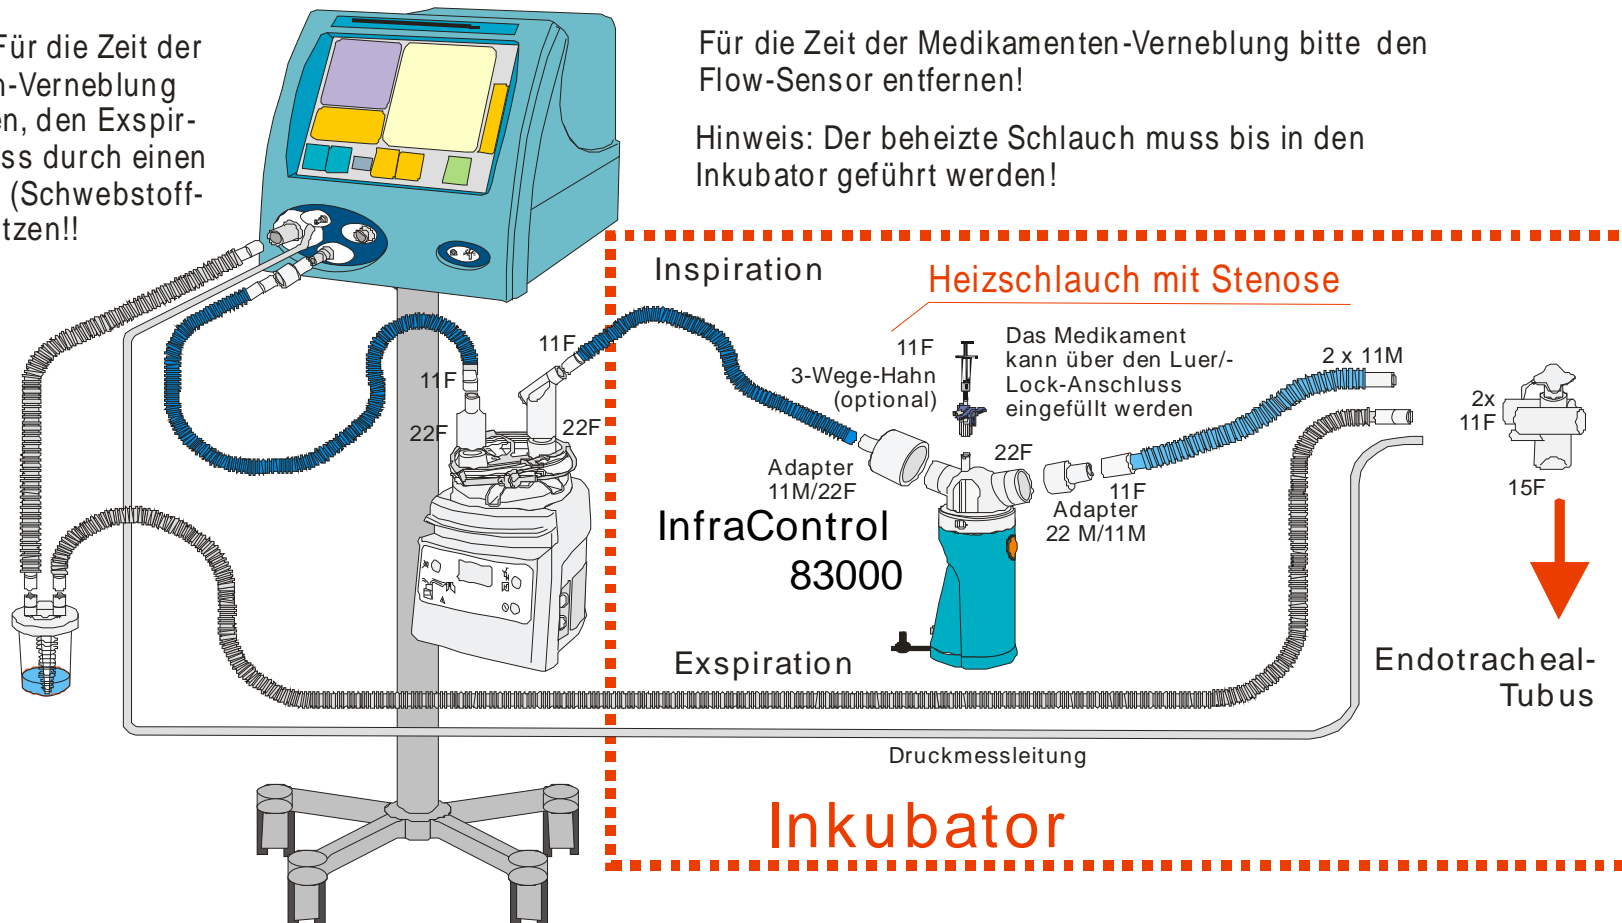 Für die Zeit der
n-Verneblung
en, den Exspir-
ss durch einen
(Schwebstoff-
tzen!!
Für die Zeit der Medikamenten-Verneblung bitte den
Flow-Sensor entfernen!
Hinweis: Der beheizte Schlauch muss bis in den
Inkubator geführt werden!
Inspiration
Heizschlauch mit Stenose
11F
11F
22F
22F
11F
3-Wege-Hahn
(optional)
Das Medikament
kann über den Luer/-
Lock-Anschluss
eingefüllt werden
2 x 11M
2x
11F
15F
Adapter
11M/22F
22F
11F
Adapter
22 M/11M
InfraControl
83000
Exspiration
Endotracheal-
Tubus
Druckmessleitung
Inkubator